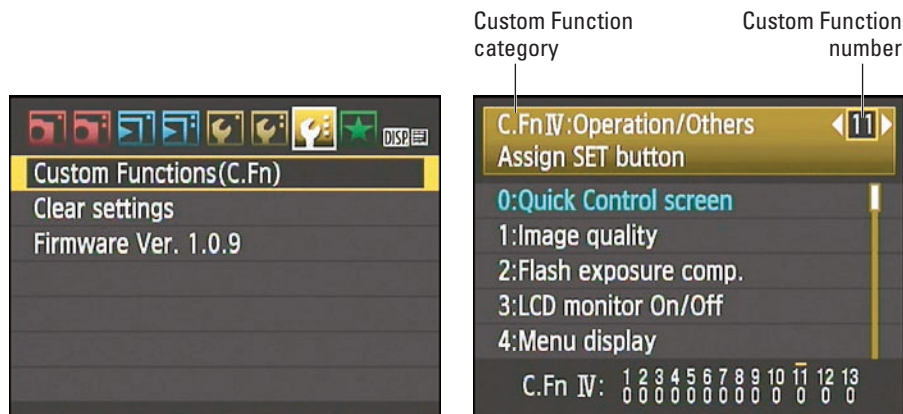 Custom Function
category
Custom Function
number
DISP.
Custom Functions(C.Fn)
Clear settings
Firmware Ver. 1.0.9
C.FnⅣ:Operation/Others
11
Assign SET button
0:Quick Control screen
1:Image quality
2:Flash exposure comp.
3:LCD monitor On/Off
4:Menu display
C.Fn Ⅳ: 1 2 3 4 5 6 7 8 9 10 11 12 13
0 0 0 0 0 0 0 0 0 0 0 0 0